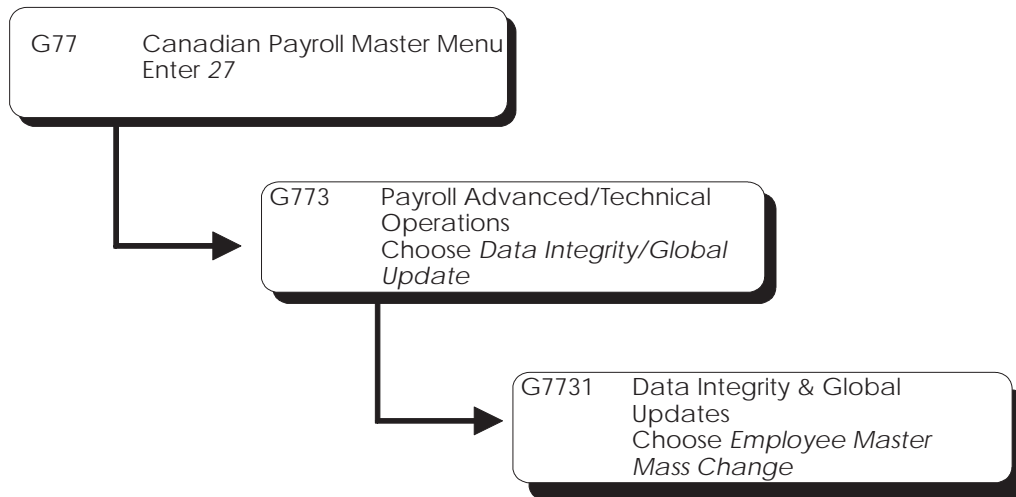 G77 Canadian Payroll Master Menu
Enter 27
G773 Payroll Advanced/Technical
Operations
Choose Data Integrity/Global
Update
G7731 Data Integrity & Global
Updates
Choose Employee Master
Mass Change